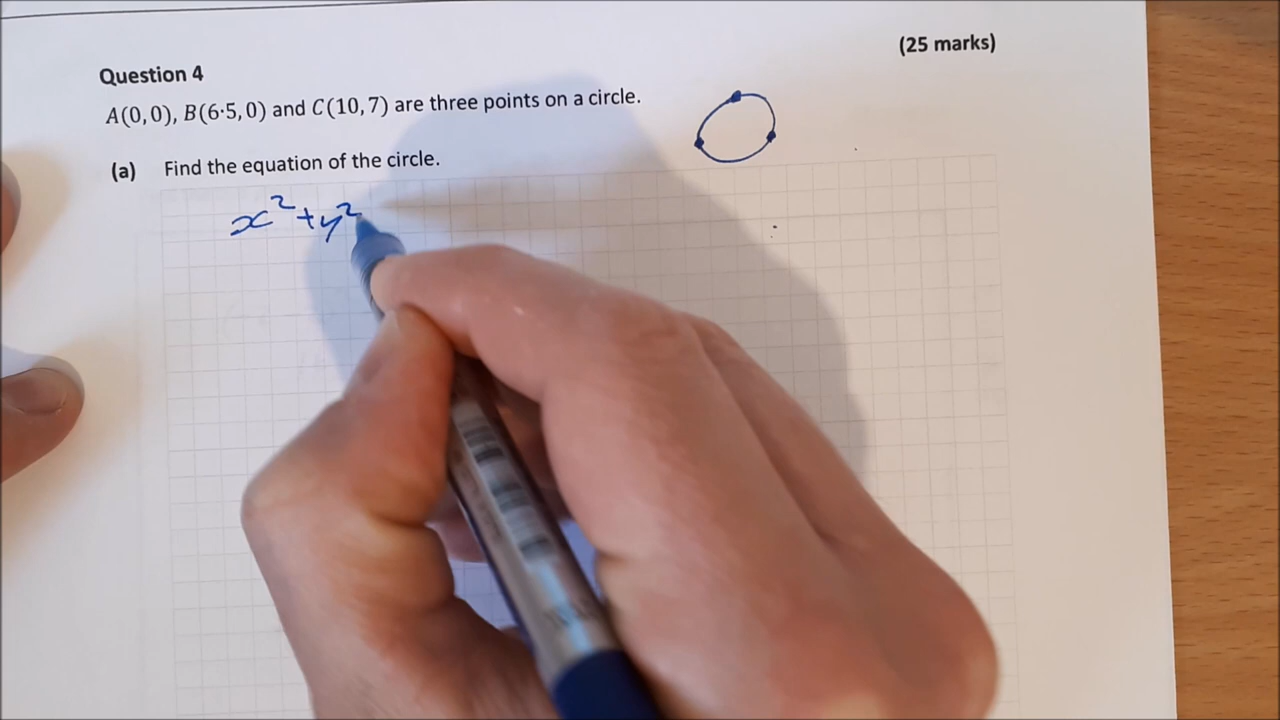 (25 marks)
Question 4
A(0, 0), B(6·5, 0) and C(10, 7) are three points on a circle.
(a) Find the equation of the circle.
x² + y²